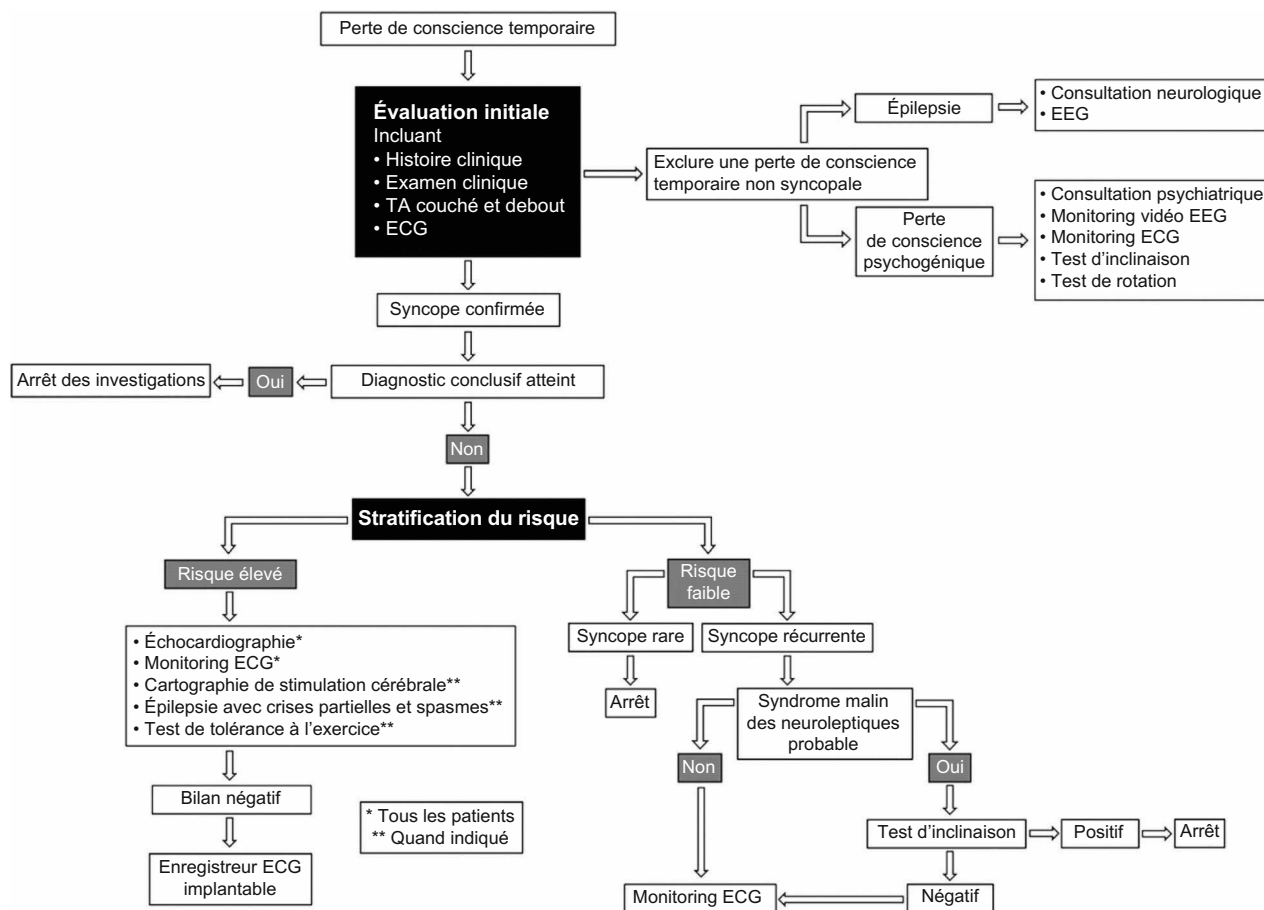 Perte de conscience temporaire
Évaluation initiale
Incluant
• Histoire clinique
• Examen clinique
• TA couché et debout
• ECG
Exclure une perte de conscience
temporaire non syncopale
Épilepsie
• Consultation neurologique
• EEG
Perte
de conscience
psychogénique
• Consultation psychiatrique
• Monitoring vidéo EEG
• Monitoring ECG
• Test d'inclinaison
• Test de rotation
Syncope confirmée
Diagnostic conclusif atteint
Oui
Arrêt des investigations
Non
Stratification du risque
Risque élevé
• Échocardiographie*
• Monitoring ECG*
• Cartographie de stimulation cérébrale**
• Épilepsie avec crises partielles et spasmes**
• Test de tolérance à l'exercice**
Bilan négatif
Enregistreur ECG
implantable
* Tous les patients
** Quand indiqué
Risque
faible
Syncope rare
Arrêt
Syncope récurrente
Syndrome malin
des neuroleptiques
probable
Non
Oui
Test d'inclinaison
Positif
Arrêt
Négatif
Monitoring ECG